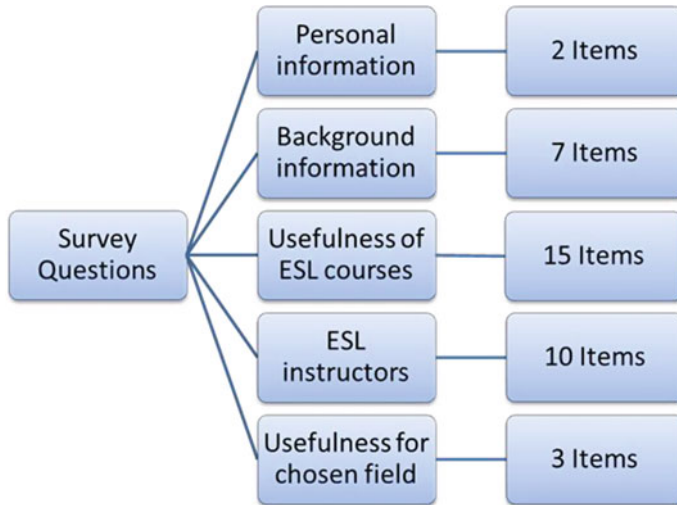 Survey
Questions
Personal
information
2 Items
Background
information
7 Items
Usefulness of
ESL courses
15 Items
ESL
instructors
10 Items
Usefulness for
chosen field
3 Items